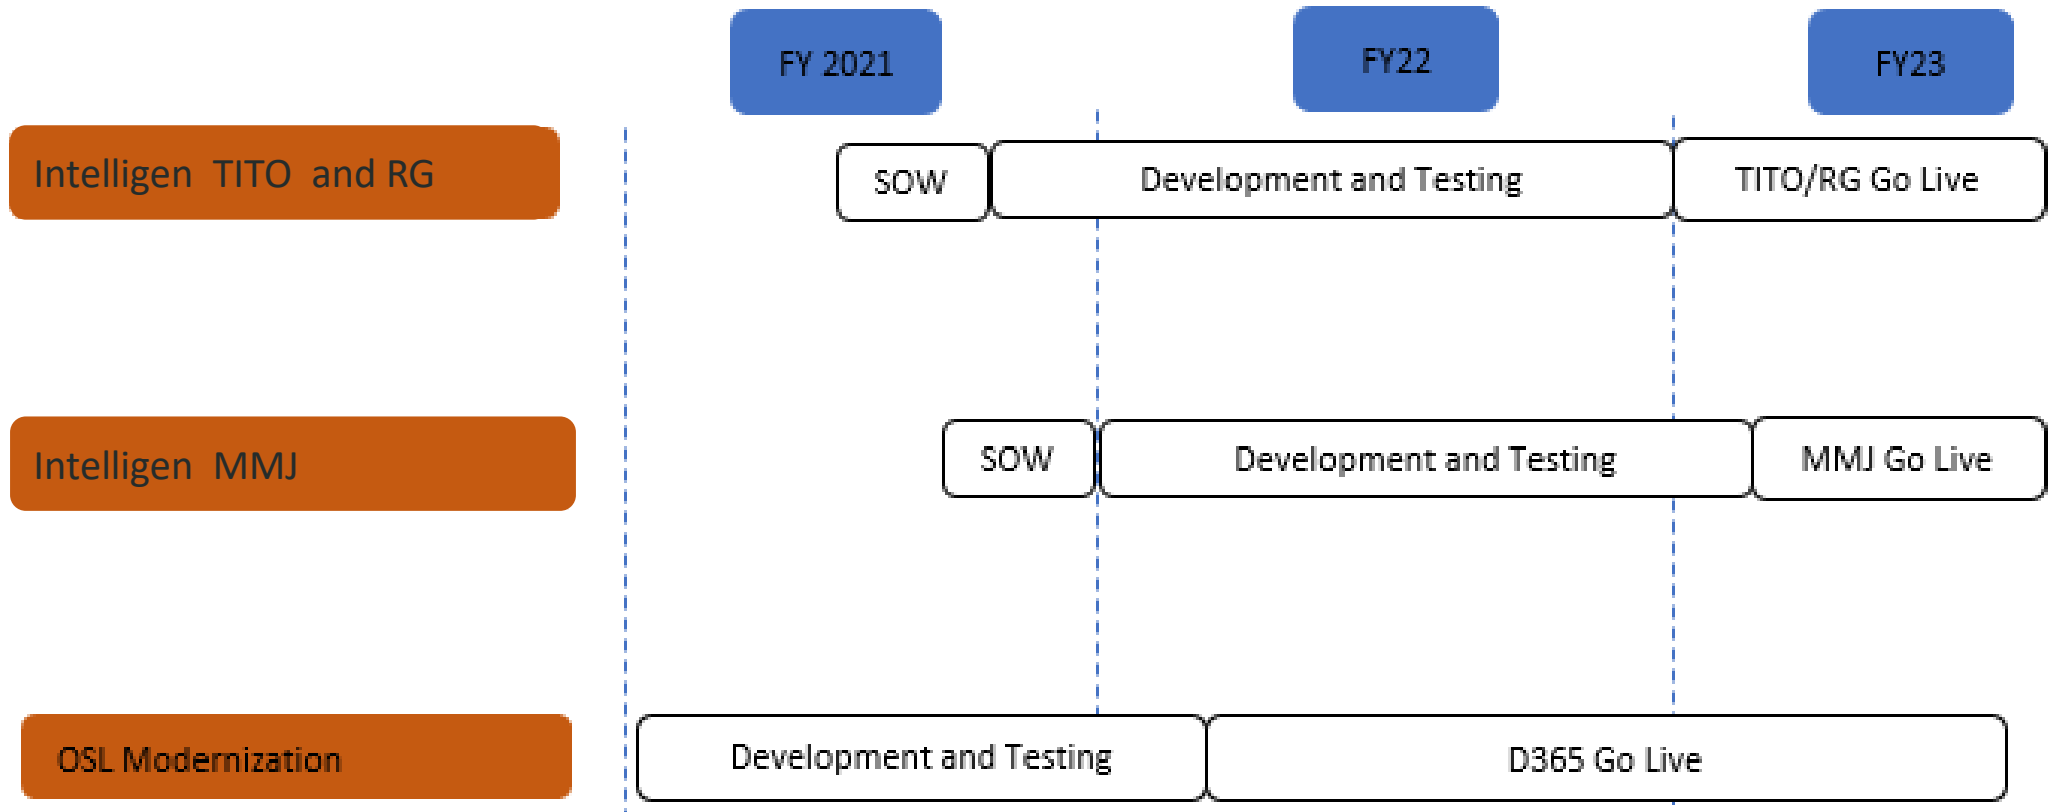 FY 2021
FY22
FY23
Intelligen TITO and RG
SOW
Development and Testing
TITO/RG Go Live
Intelligen MMJ
SOW
Development and Testing
MMJ Go Live
OSL Modernization
Development and Testing
D365 Go Live